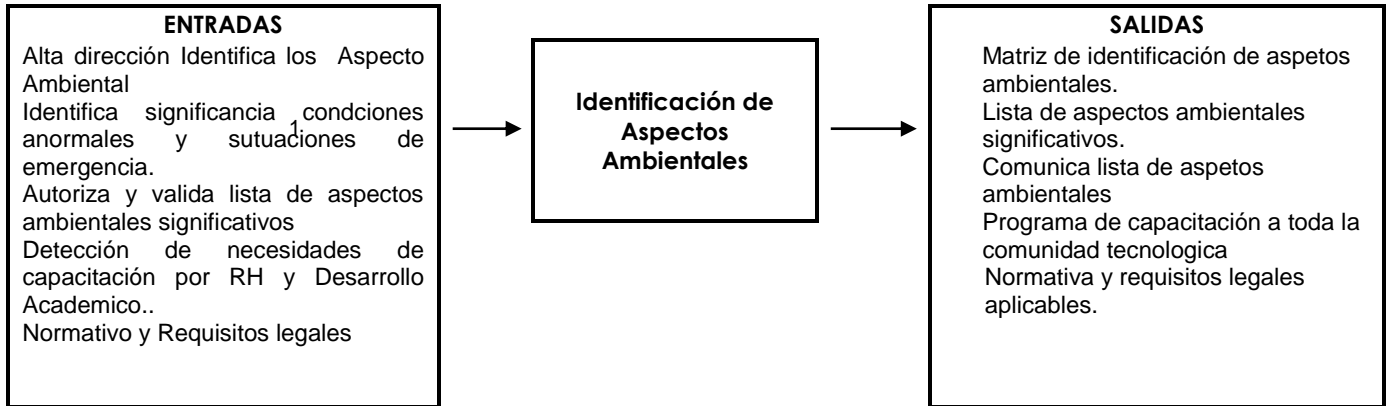 ENTRADAS
Alta dirección Identifica los Aspecto
Ambiental
Identifica significancia condciones
anormales y sutuaciones de
emergencia.
Autoriza y valida lista de aspectos
ambientales significativos
Detección de necesidades de
capacitación por RH y Desarrollo
Academico..
Normativo y Requisitos legales
1
Identificación de
Aspectos
Ambientales
SALIDAS
Matriz de identificación de aspetos
ambientales.
Lista de aspectos ambientales
significativos.
Comunica lista de aspetos
ambientales
Programa de capacitación a toda la
comunidad tecnologica
Normativa y requisitos legales
aplicables.